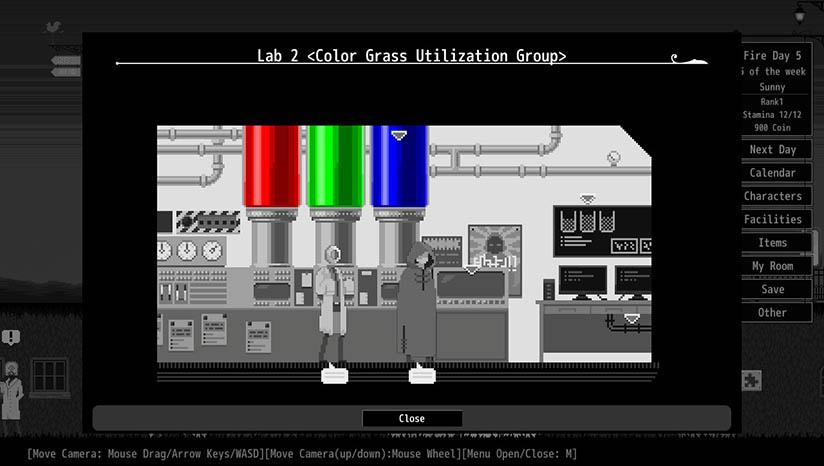 Lab 2 <Color Grass Utilization Group>
Fire Day 5
5 of the week
Sunny
Rank1
Stamina 12/12
900 Coin
Next Day
Calendar
Characters
Facilities
Items
My Room
Save
Other
!
Close
[Move Camera: Mouse Drag/Arrow Keys/WASD][Move Camera(up/down):Mouse Wheel][Menu Open/Close: M]